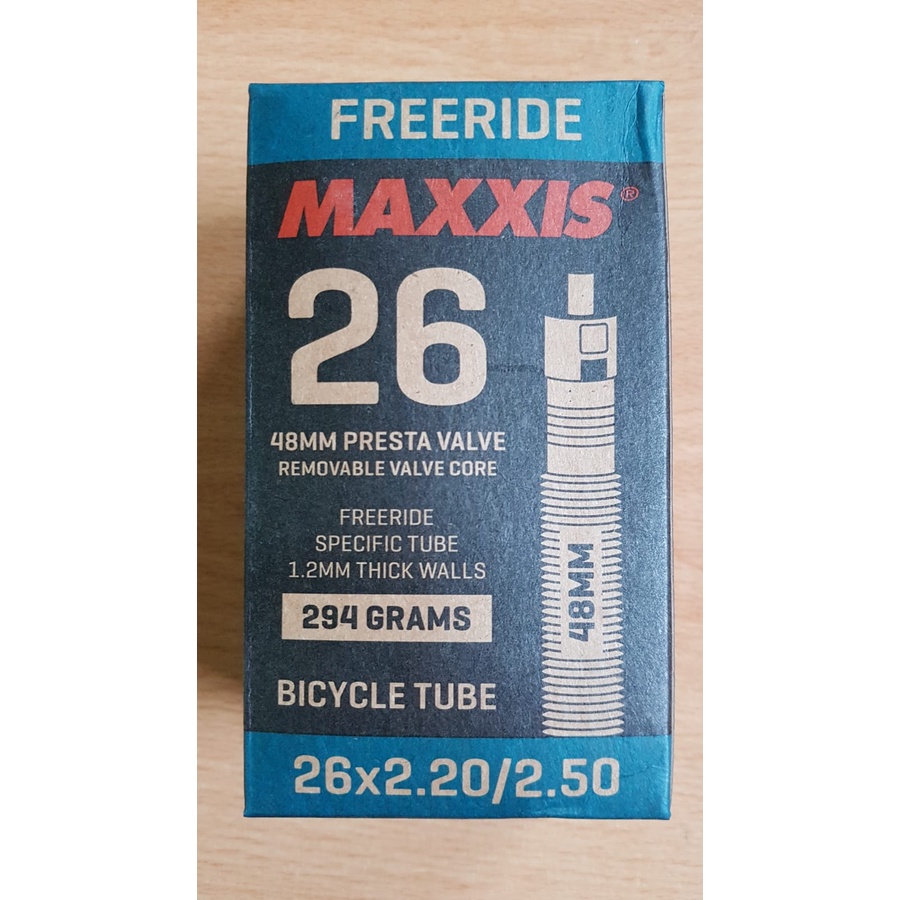 FREERIDE
MAXXIS®
26
48MM PRESTA VALVE
REMOVABLE VALVE CORE
FREERIDE
SPECIFIC TUBE
1.2MM THICK WALLS
294 GRAMS
48MM
BICYCLE TUBE
26x2.20/2.50